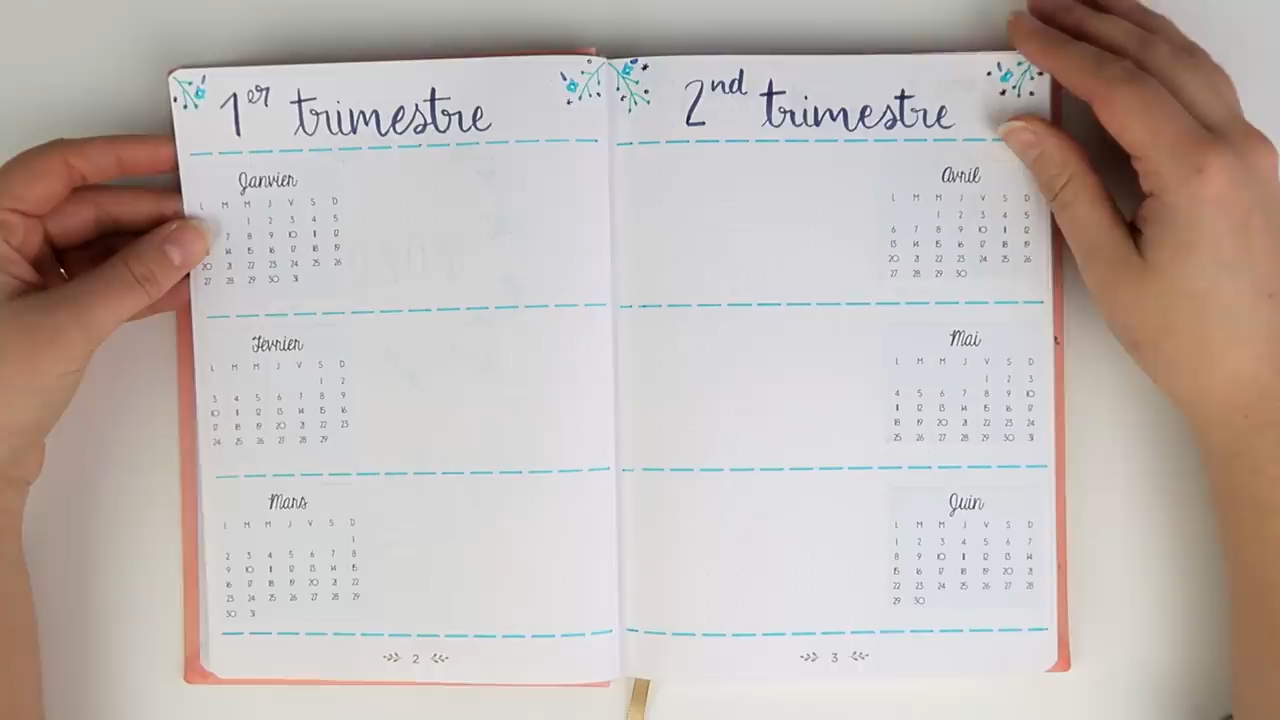 1er trimestre
Janvier
L M M J V S D
1 2 3 4 5
7 8 9 10 11 12
14 15 16 17 18 19
20 21 22 23 24 25 26
27 28 29 30 31
Février
L M M J V S D
1 2
3 4 5 6 7 8 9
10 11 12 13 14 15 16
17 18 19 20 21 22 23
24 25 26 27 28 29
Mars
L M M J V S D
1
2 3 4 5 6 7 8
9 10 11 12 13 14 15
16 17 18 19 20 21 22
23 24 25 26 27 28 29
30 31
2
2nd trimestre
Avril
L M M J V S D
1 2 3 4 5
6 7 8 9 10 11 12
13 14 15 16 17 18 19
20 21 22 23 24 25 26
27 28 29 30
Mai
L M M J V S D
1 2 3
4 5 6 7 8 9 10
11 12 13 14 15 16 17
18 19 20 21 22 23 24
25 26 27 28 29 30 31
Juin
L M M J V S D
1 2 3 4 5 6 7
8 9 10 11 12 13 14
15 16 17 18 19 20 21
22 23 24 25 26 27 28
29 30
3